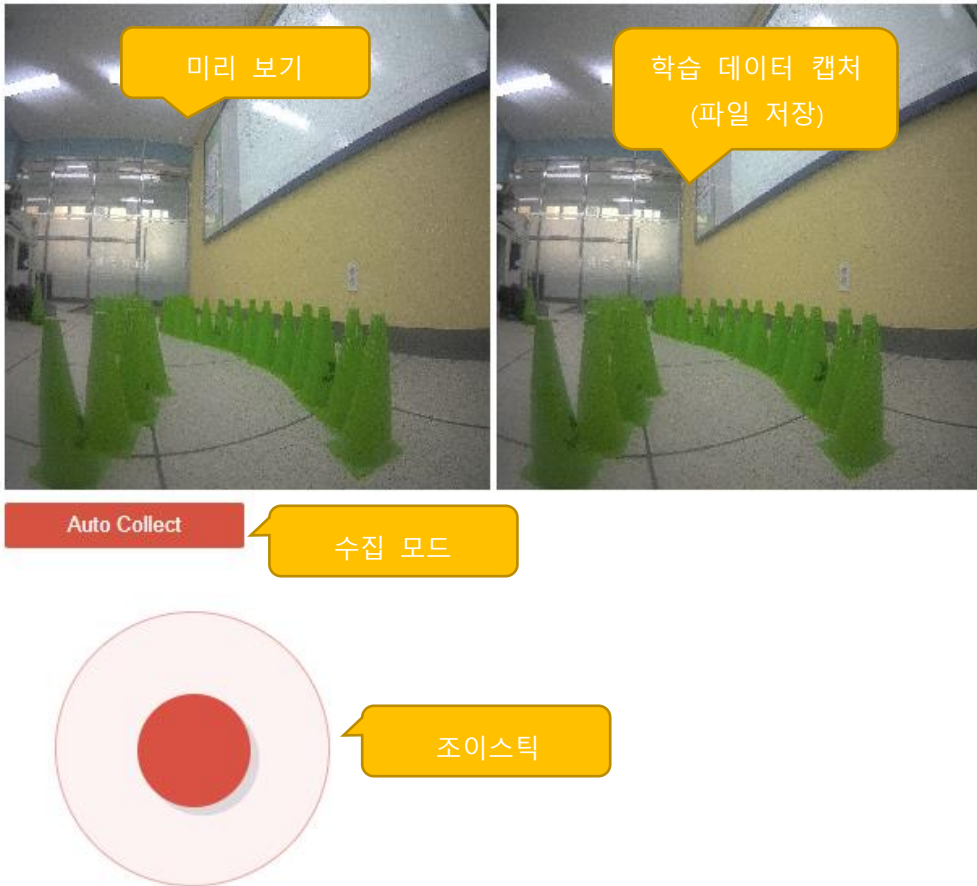 미리 보기
학습 데이터 캡처
(파일 저장)
Auto Collect
수집 모드
조이스틱